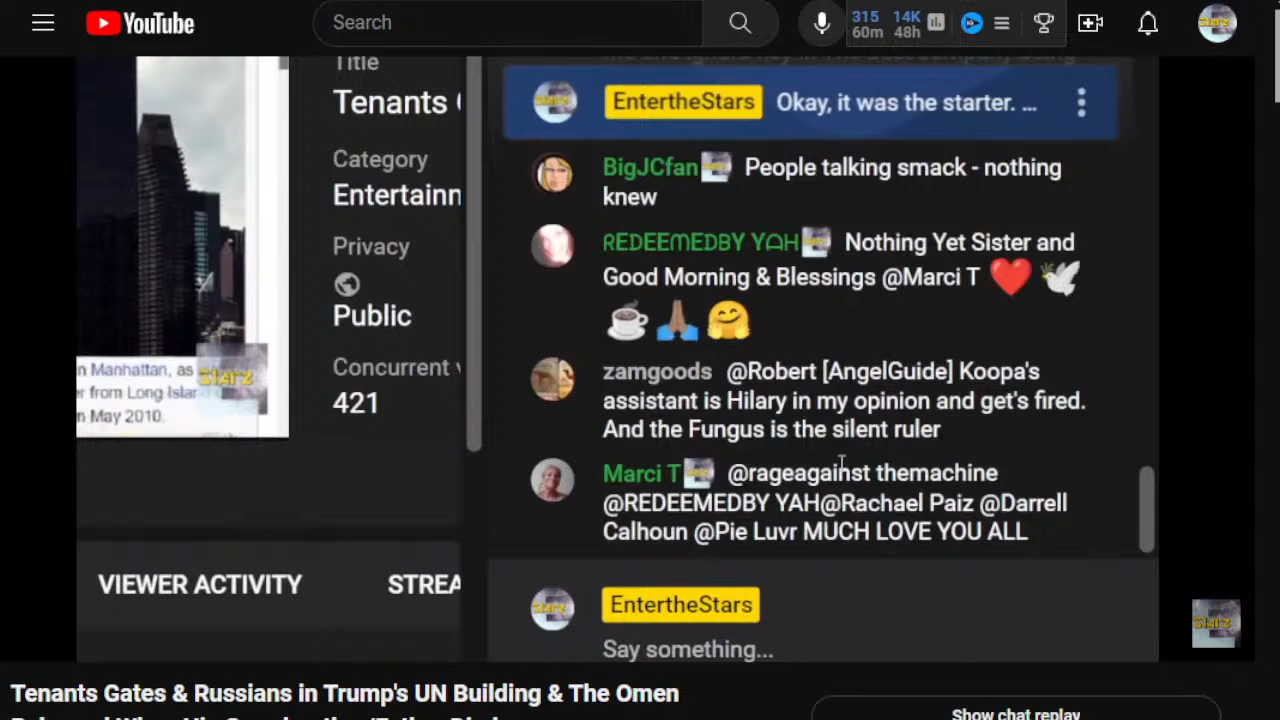 YouTube
Search
315 60m
14K 48h
Title
Tenants
Category
Entertainn
Privacy
Public
Concurrent
421
n Manhattan, as
er from Long Islan
n May 2010.
Starz
VIEWER ACTIVITY
STREA
EntertheStars Okay, it was the starter. ...
BigJCfan People talking smack - nothing
knew
REDEEMEDBY YAH Nothing Yet Sister and
Good Morning & Blessings @Marci T ❤️ 🕊️
☕ 🙏🏽 🤗
zamgoods @Robert [AngelGuide] Koopa's
assistant is Hilary in my opinion and get's fired.
And the Fungus is the silent ruler
Marci T @rageagainst themachine
@REDEEMEDBY YAH@Rachael Paiz @Darrell
Calhoun @Pie Luvr MUCH LOVE YOU ALL
EntertheStars
Say something...
Starz
Tenants Gates & Russians in Trump's UN Building & The Omen
Show chat replay